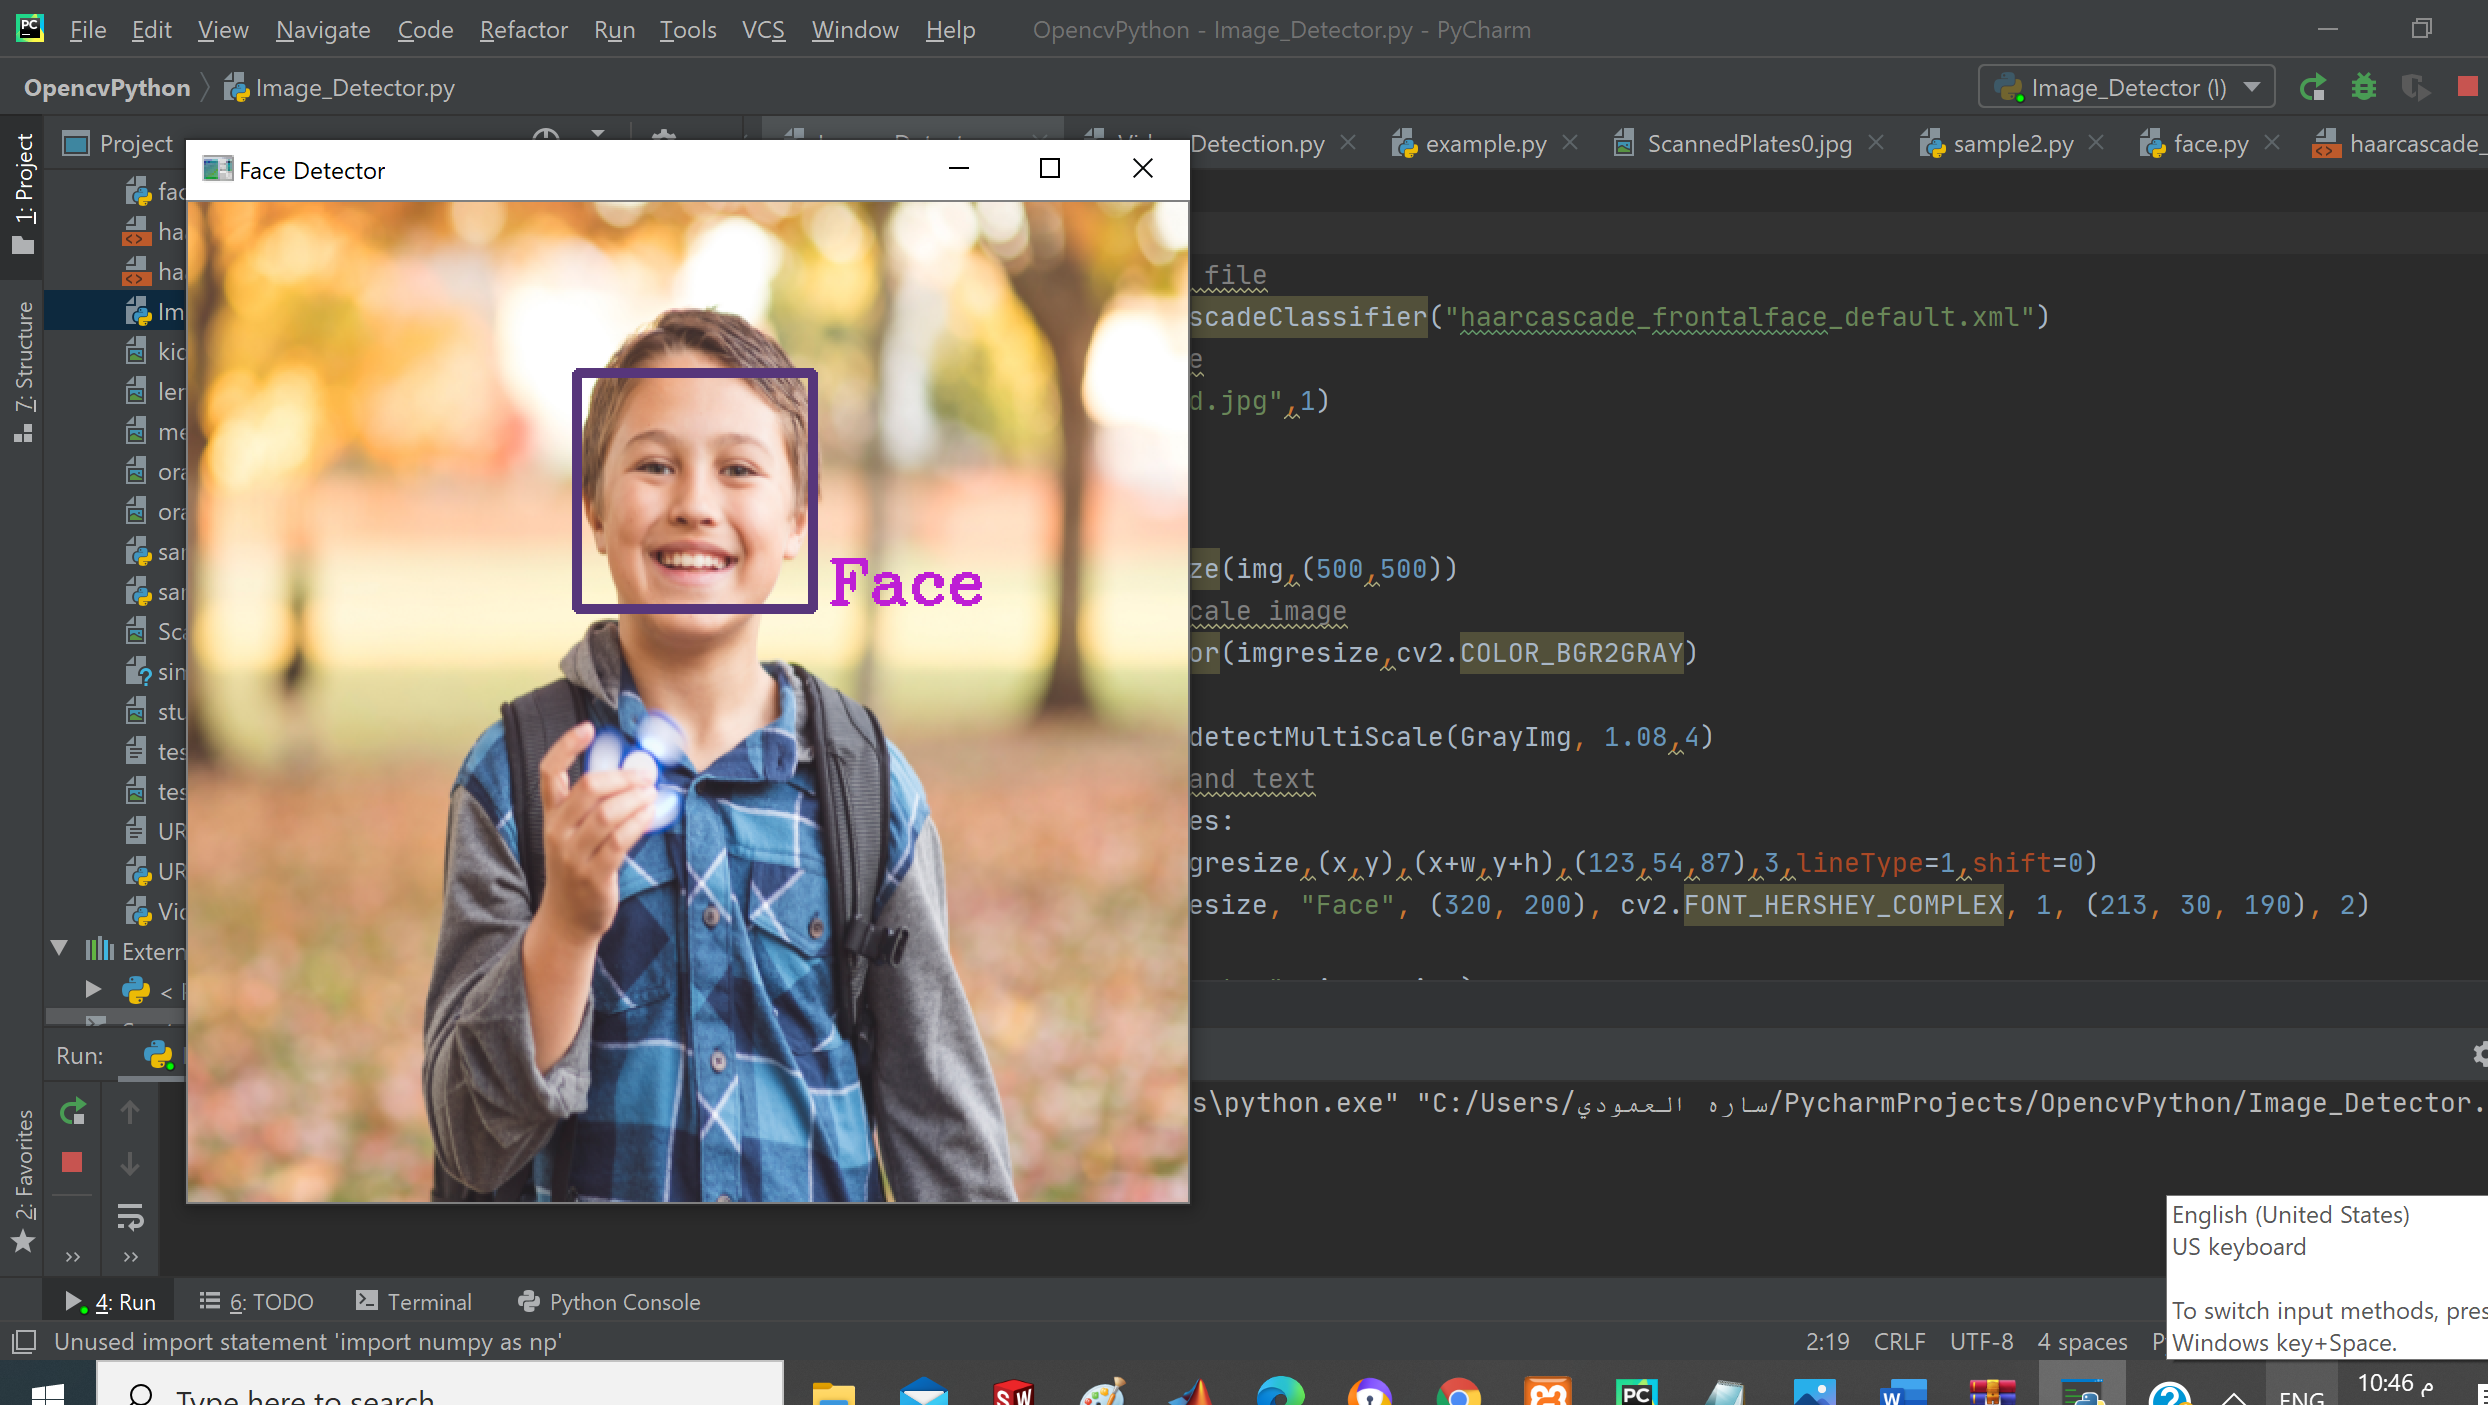 File Edit View Navigate Code Refactor Run Tools VCS Window Help OpencvPython - Image_Detector.py - PyCharm
OpencvPython Image_Detector.py Image_Detector (1)
1: Project
Project
Detection.py example.py ScannedPlates0.jpg sample2.py face.py haarcascade_
Face Detector
7: Structure
file
scadeClassifier("haarcascade_frontalface_default.xml")
e
d.jpg",1)
ze(img,(500,500))
Face
cale image
or(imgresize,cv2.COLOR_BGR2GRAY)
detectMultiScale(GrayImg, 1.08,4)
and text
es:
gresize,(x,y),(x+w,y+h),(123,54,87),3,lineType=1,shift=0)
esize, "Face", (320, 200), cv2.FONT_HERSHEY_COMPLEX, 1, (213, 30, 190), 2)
fac
ha
ha
Im
kid
ler
me
ora
ora
sar
sar
Sca
sin
stu
tes
tes
UR
UR
Vic
Extern
Run:
s\python.exe" "C:/Users/ساره العمودي/PycharmProjects/OpencvPython/Image_Detector.
2: Favorites
4: Run 6: TODO Terminal Python Console
Unused import statement 'import numpy as np'
2:19 CRLF UTF-8 4 spaces P
English (United States)
US keyboard
To switch input methods, pres
Windows key+Space.
Type here to search
ENG
10:46 م